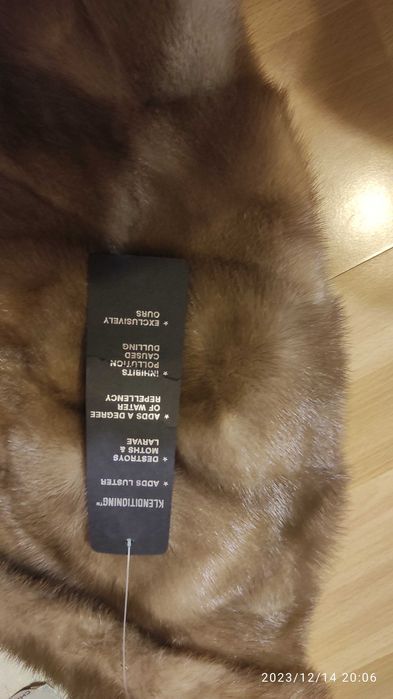 KLENDITIONING™
★ ADDS LUSTER
★ DESTROYS
MOTHS &
LARVAE
★ ADDS A DEGREE
OF WATER
REPELLENCY
★ INHIBITS
POLLUTION
CAUSED
DULLING
★ EXCLUSIVELY
OURS
2023/12/14 20:06